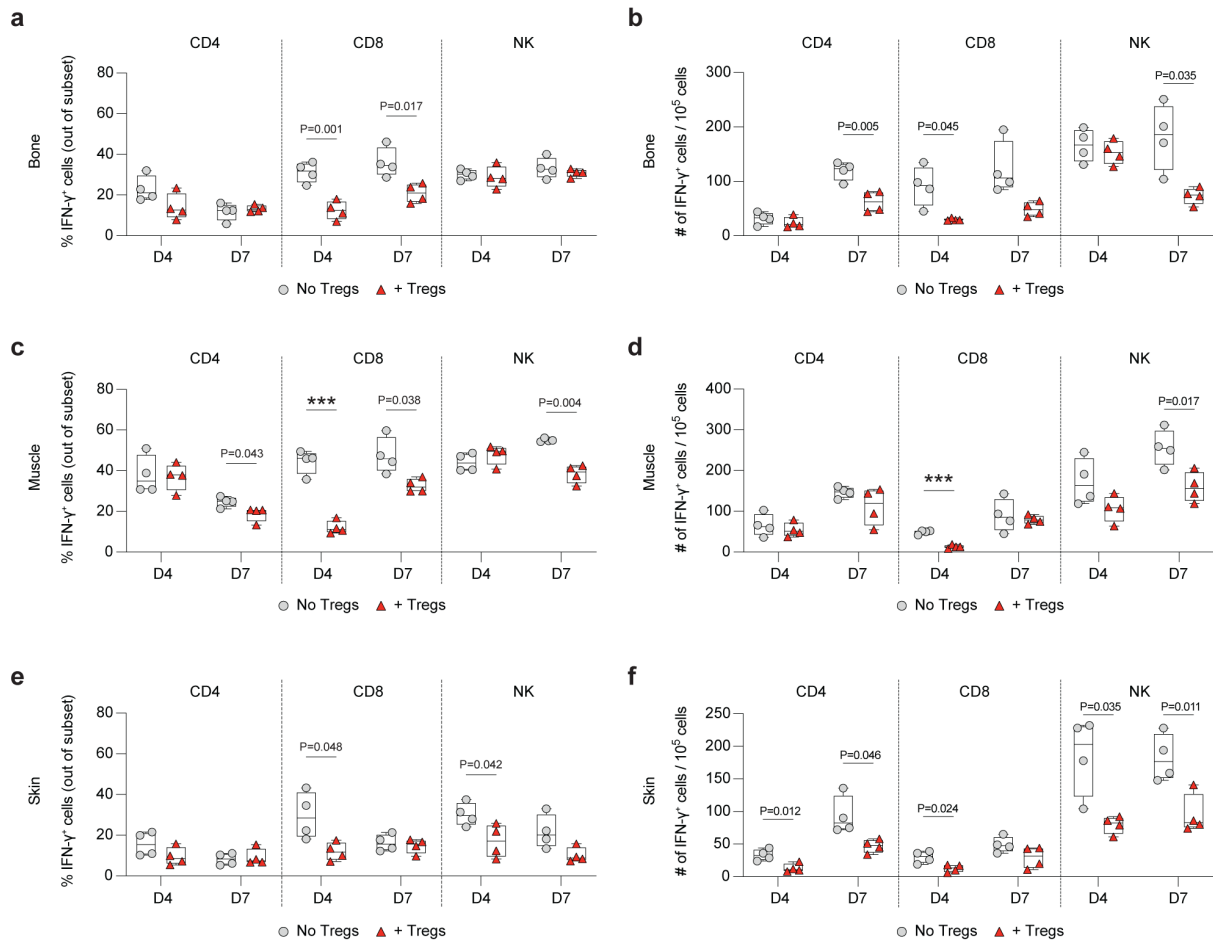 a
CD4 CD8 NK
% IFN-γ⁺ cells (out of subset)
Bone
80
60
40
20
0
P=0.001
P=0.017
D4 D7 D4 D7 D4 D7
No Tregs + Tregs
b
CD4 CD8 NK
# of IFN-γ⁺ cells / 10⁵ cells
Bone
300
200
100
0
P=0.005
P=0.045
P=0.035
D4 D7 D4 D7 D4 D7
No Tregs + Tregs
c
CD4 CD8 NK
% IFN-γ⁺ cells (out of subset)
Muscle
80
60
40
20
0
P=0.043
***
P=0.038
P=0.004
D4 D7 D4 D7 D4 D7
No Tregs + Tregs
d
CD4 CD8 NK
# of IFN-γ⁺ cells / 10⁵ cells
Muscle
400
300
200
100
0
***
P=0.017
D4 D7 D4 D7 D4 D7
No Tregs + Tregs
e
CD4 CD8 NK
% IFN-γ⁺ cells (out of subset)
Skin
80
60
40
20
0
P=0.048
P=0.042
D4 D7 D4 D7 D4 D7
No Tregs + Tregs
f
CD4 CD8 NK
# of IFN-γ⁺ cells / 10⁵ cells
Skin
250
200
150
100
50
0
P=0.012
P=0.046
P=0.024
P=0.035
P=0.011
D4 D7 D4 D7 D4 D7
No Tregs + Tregs